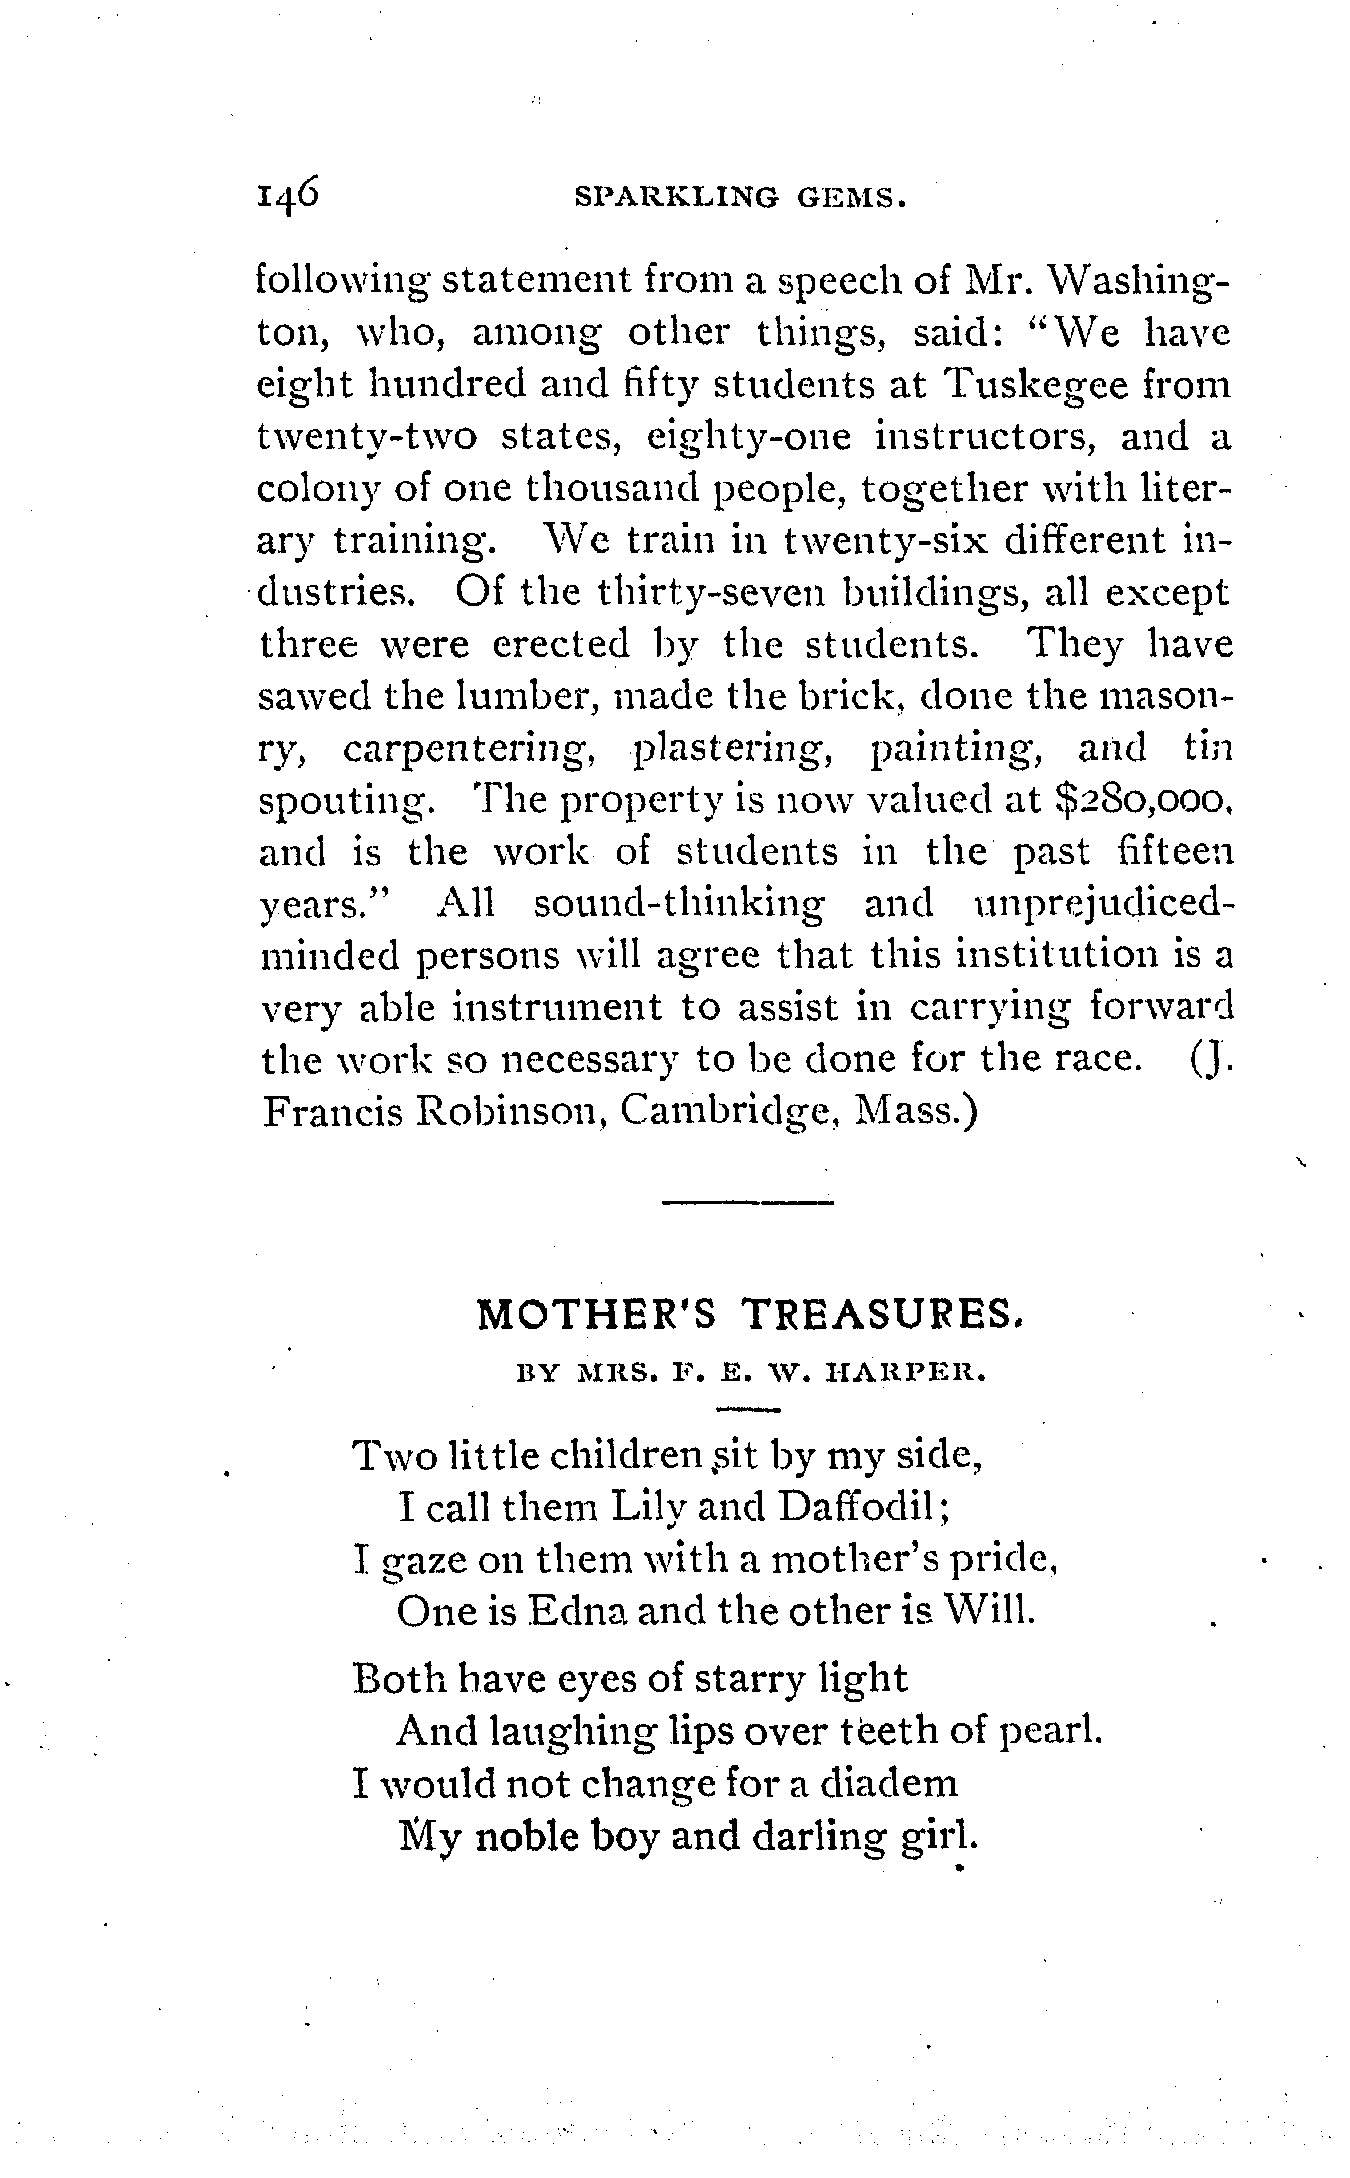 146 SPARKLING GEMS.
following statement from a speech of Mr. Washing-
ton, who, among other things, said: "We have
eight hundred and fifty students at Tuskegee from
twenty-two states, eighty-one instructors, and a
colony of one thousand people, together with liter-
ary training. We train in twenty-six different in-
dustries. Of the thirty-seven buildings, all except
three were erected by the students. They have
sawed the lumber, made the brick, done the mason-
ry, carpentering, plastering, painting, and tin
spouting. The property is now valued at $280,000,
and is the work of students in the past fifteen
years." All sound-thinking and unprejudiced-
minded persons will agree that this institution is a
very able instrument to assist in carrying forward
the work so necessary to be done for the race. (J.
Francis Robinson, Cambridge, Mass.)
MOTHER'S TREASURES.
BY MRS. F. E. W. HARPER.
Two little children sit by my side,
I call them Lily and Daffodil;
I gaze on them with a mother's pride,
One is Edna and the other is Will.
Both have eyes of starry light
And laughing lips over teeth of pearl.
I would not change for a diadem
My noble boy and darling girl.